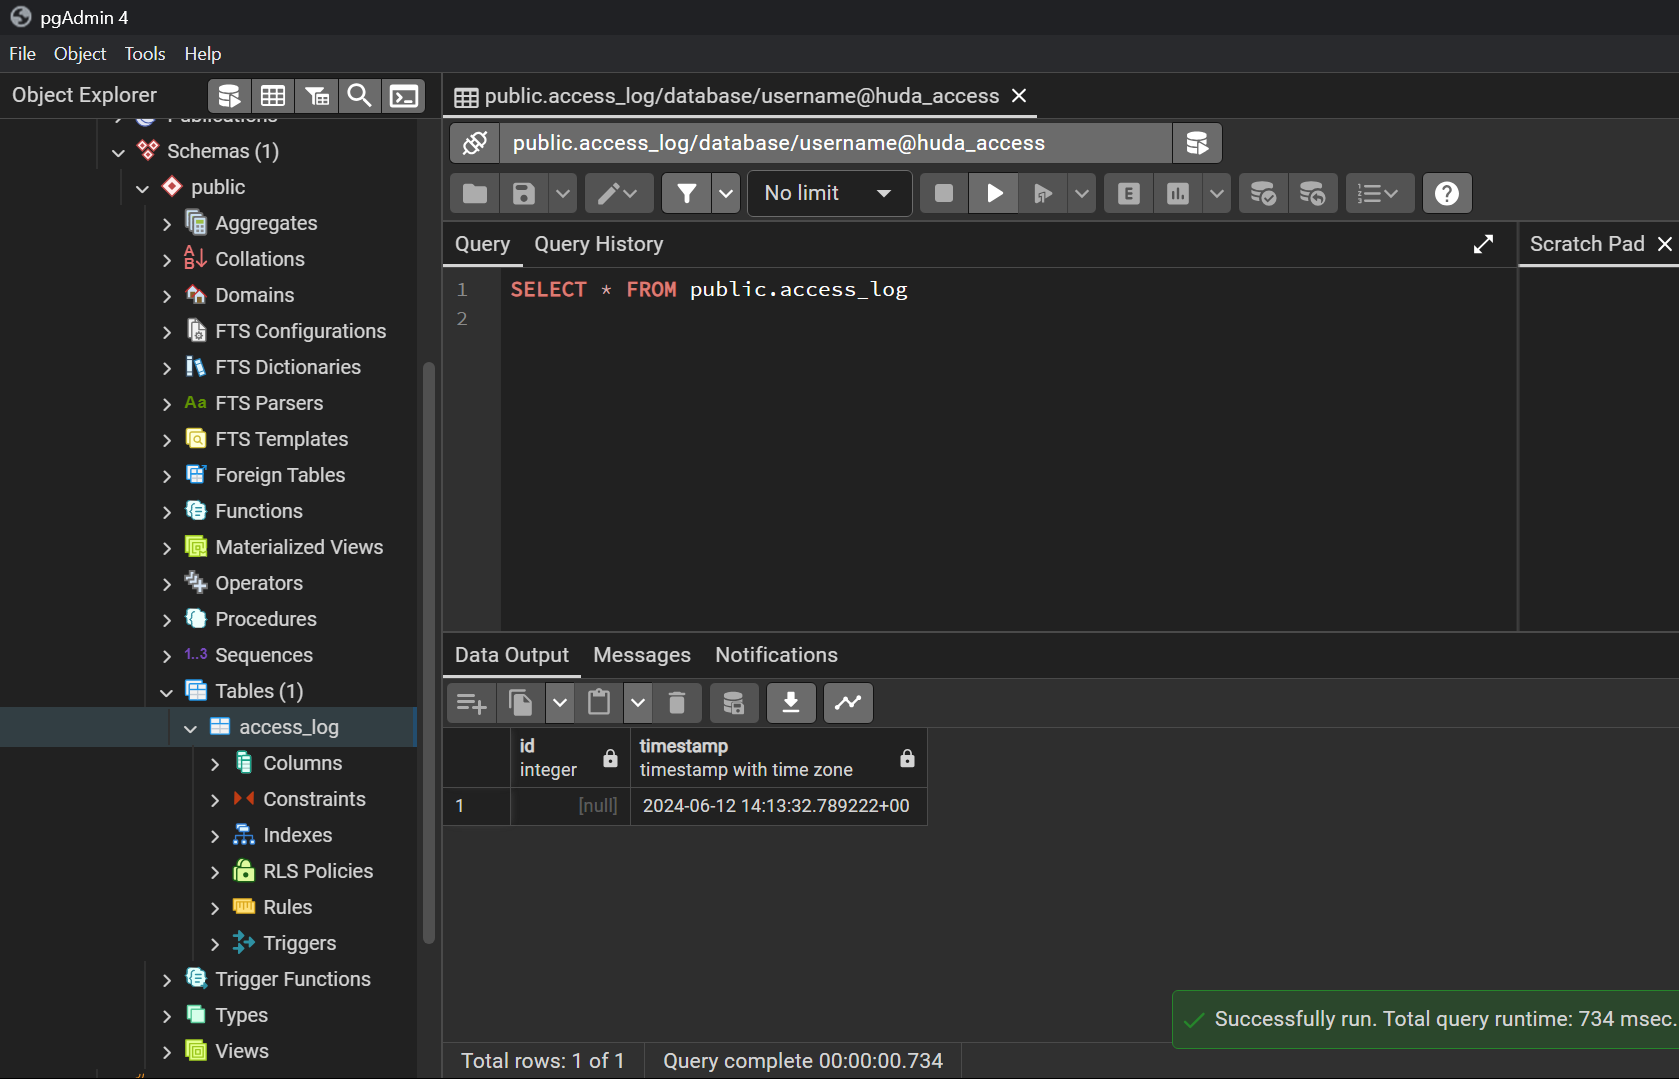 pgAdmin 4
File Object Tools Help
Object Explorer
public.access_log/database/username@huda_access
public.access_log/database/username@huda_access
No limit
E
Query Query History
Scratch Pad
1 SELECT * FROM public.access_log
2
Publications
Schemas (1)
public
Aggregates
Collations
Domains
FTS Configurations
FTS Dictionaries
Aa FTS Parsers
FTS Templates
Foreign Tables
Functions
Materialized Views
Operators
Procedures
1..3 Sequences
Tables (1)
access_log
Columns
Constraints
Indexes
RLS Policies
Rules
Triggers
Trigger Functions
Types
Views
Data Output Messages Notifications
id timestamp
integer timestamp with time zone
1 [null] 2024-06-12 14:13:32.789222+00
Successfully run. Total query runtime: 734 msec.
Total rows: 1 of 1 Query complete 00:00:00.734